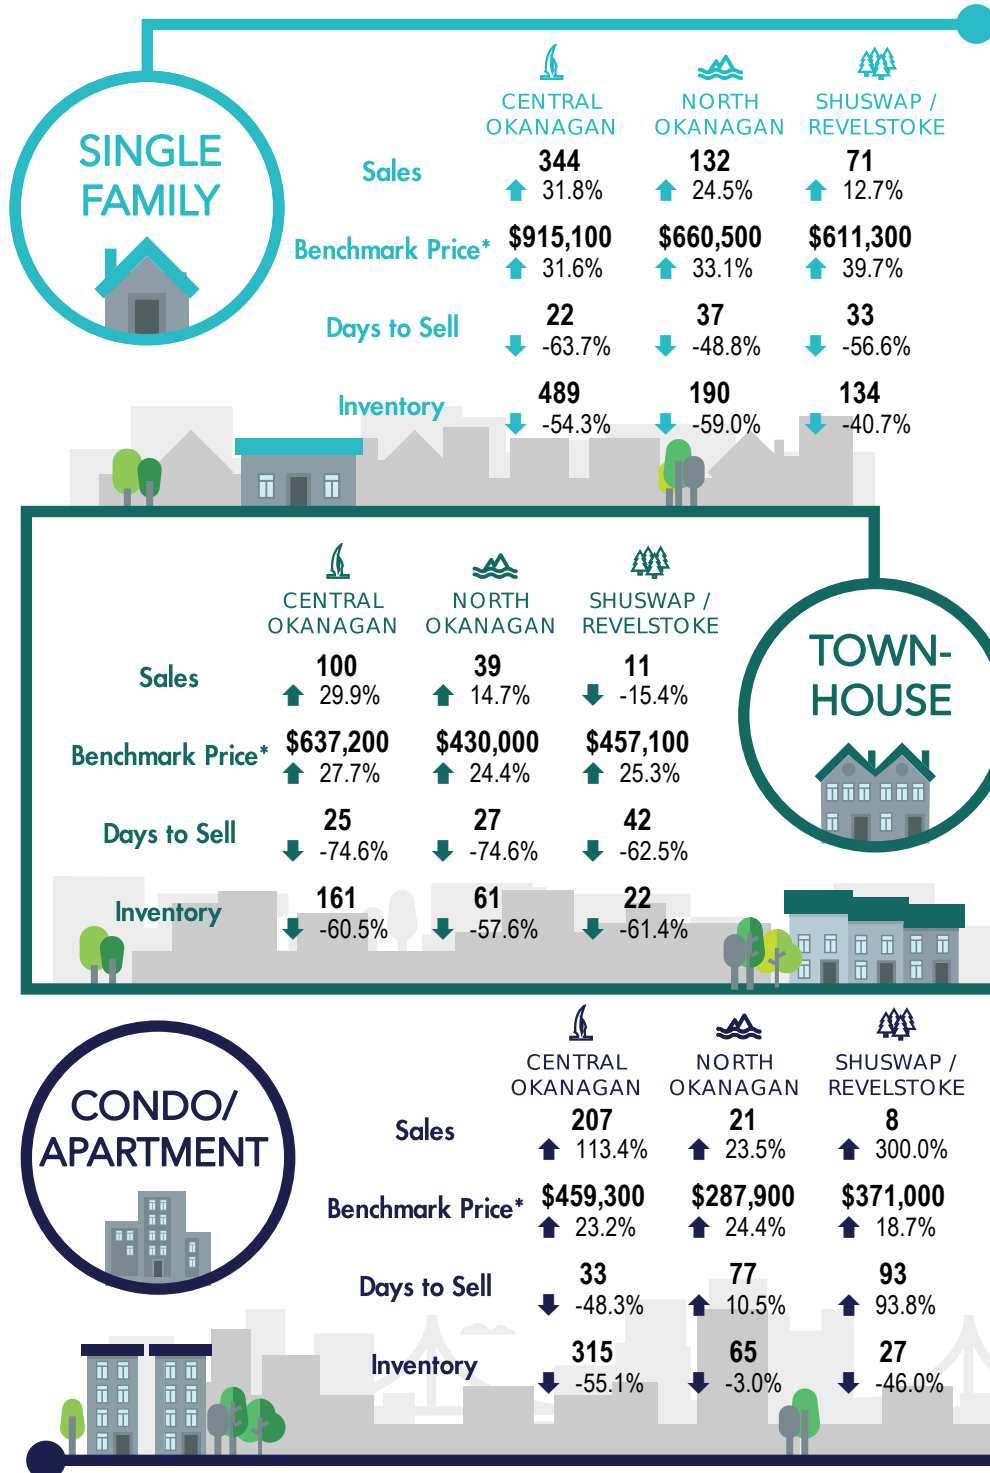 SINGLE
FAMILY
CENTRAL
OKANAGAN
NORTH
OKANAGAN
SHUSWAP /
REVELSTOKE
Sales
344
132
71
31.8%
24.5%
12.7%
Benchmark Price*
$915,100
$660,500
$611,300
31.6%
33.1%
39.7%
Days to Sell
22
37
33
-63.7%
-48.8%
-56.6%
Inventory
489
190
134
-54.3%
-59.0%
-40.7%
TOWN-
HOUSE
CENTRAL
OKANAGAN
NORTH
OKANAGAN
SHUSWAP /
REVELSTOKE
Sales
100
39
11
29.9%
14.7%
-15.4%
Benchmark Price*
$637,200
$430,000
$457,100
27.7%
24.4%
25.3%
Days to Sell
25
27
42
-74.6%
-74.6%
-62.5%
Inventory
161
61
22
-60.5%
-57.6%
-61.4%
CONDO/
APARTMENT
CENTRAL
OKANAGAN
NORTH
OKANAGAN
SHUSWAP /
REVELSTOKE
Sales
207
21
8
113.4%
23.5%
300.0%
Benchmark Price*
$459,300
$287,900
$371,000
23.2%
24.4%
18.7%
Days to Sell
33
77
93
-48.3%
10.5%
93.8%
Inventory
315
65
27
-55.1%
-3.0%
-46.0%